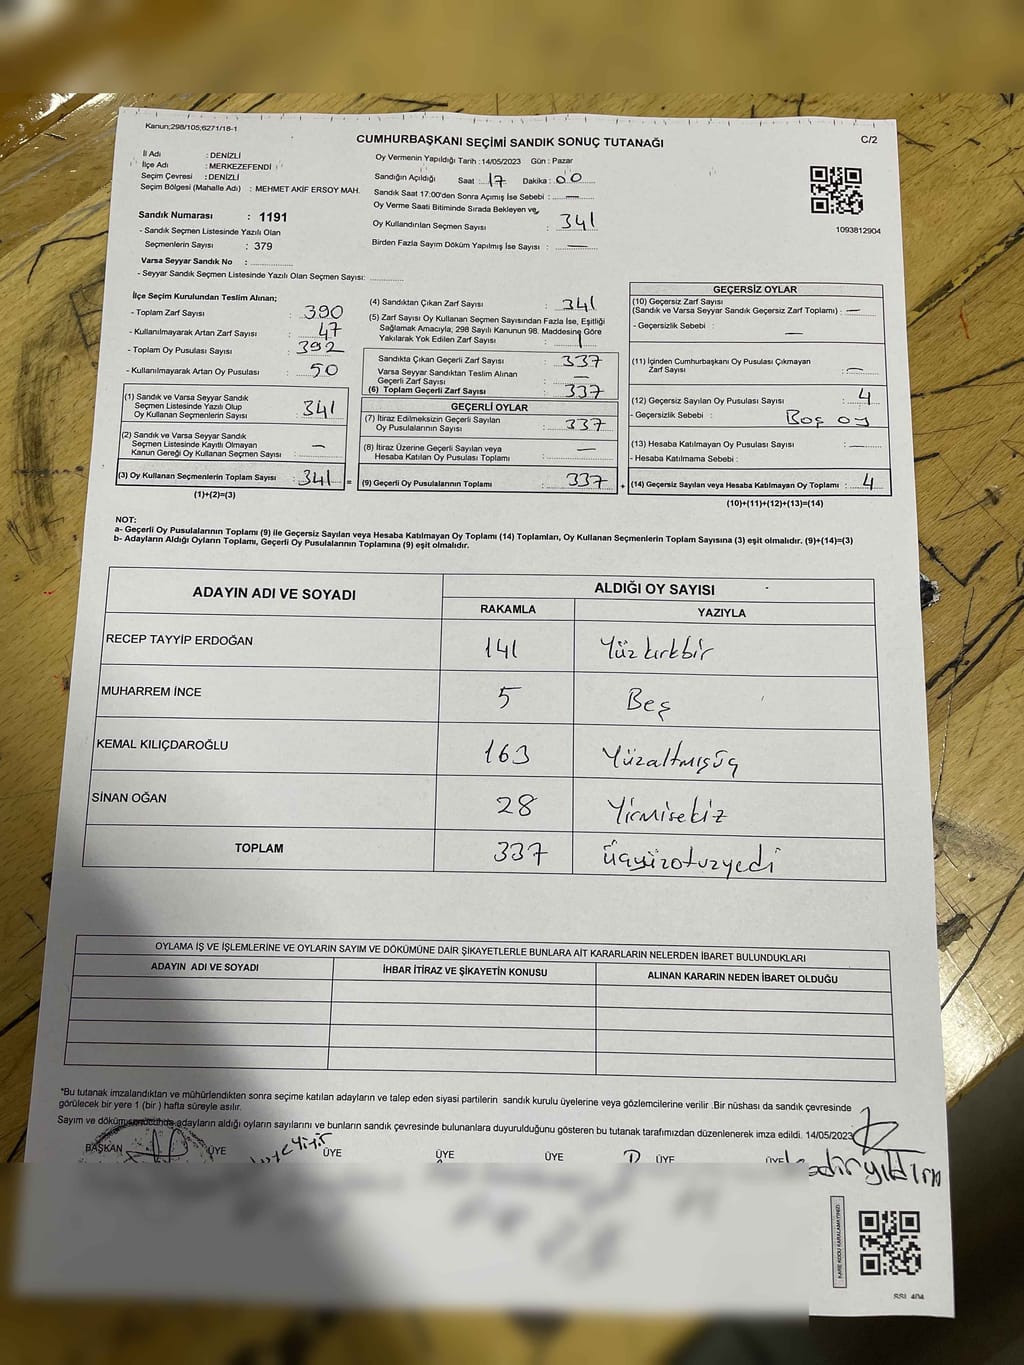 Kanun;298/105;6271/18-1
CUMHURBAŞKANI SEÇİMİ SANDIK SONUÇ TUTANAĞI
C/2
İl Adı : DENİZLİ
İlçe Adı : MERKEZEFENDİ
Seçim Çevresi : DENİZLİ
Seçim Bölgesi (Mahalle Adı) : MEHMET AKİF ERSOY MAH.
Sandık Numarası : 1191
- Sandık Seçmen Listesinde Yazılı Olan
Seçmenlerin Sayısı : 379
Varsa Seyyar Sandık No :
- Seyyar Sandık Seçmen Listesinde Yazılı Olan Seçmen Sayısı:
Oy Vermenin Yapıldığı Tarih : 14/05/2023 Gün : Pazar
Sandığın Açıldığı Saat : 17 Dakika : 00
Sandık Saat 17:00'den Sonra Açımış İse Sebebi : —
Oy Verme Saati Bitiminde Sırada Bekleyen ve
Oy Kullandırılan Seçmen Sayısı : 341
Birden Fazla Sayım Döküm Yapılmış İse Sayısı : —
1093812904
İlçe Seçim Kurulundan Teslim Alınan;
- Toplam Zarf Sayısı : 390
- Kullanılmayarak Artan Zarf Sayısı : 47
- Toplam Oy Pusulası Sayısı : 392
- Kullanılmayarak Artan Oy Pusulası : 50
(1) Sandık ve Varsa Seyyar Sandık
Seçmen Listesinde Yazılı Olup
Oy Kullanan Seçmenlerin Sayısı : 341
(2) Sandık ve Varsa Seyyar Sandık
Seçmen Listesinde Kayıtlı Olmayan
Kanun Gereği Oy Kullanan Seçmen Sayısı : —
(3) Oy Kullanan Seçmenlerin Toplam Sayısı : 341 =
(1)+(2)=(3)
(4) Sandıktan Çıkan Zarf Sayısı : 341
(5) Zarf Sayısı Oy Kullanan Seçmen Sayısından Fazla İse, Eşitliği
Sağlamak Amacıyla; 298 Sayılı Kanunun 98. Maddesine Göre
Yakılarak Yok Edilen Zarf Sayısı :
Sandıkta Çıkan Geçerli Zarf Sayısı : 337
Varsa Seyyar Sandıktan Teslim Alınan
Geçerli Zarf Sayısı : —
(6) Toplam Geçerli Zarf Sayısı : 337
GEÇERLİ OYLAR
(7) İtiraz Edilmeksizin Geçerli Sayılan
Oy Pusulalarının Sayısı : 337
(8) İtiraz Üzerine Geçerli Sayılan veya
Hesaba Katılan Oy Pusulası Toplamı : —
(9) Geçerli Oy Pusulalarının Toplamı : 337 +
GEÇERSİZ OYLAR
(10) Geçersiz Zarf Sayısı
(Sandık ve Varsa Seyyar Sandık Geçersiz Zarf Toplamı) : —
- Geçersizlik Sebebi : —
(11) İçinden Cumhurbaşkanı Oy Pusulası Çıkmayan
Zarf Sayısı : —
(12) Geçersiz Sayılan Oy Pusulası Sayısı : 4
- Geçersizlik Sebebi : Boş oy
(13) Hesaba Katılmayan Oy Pusulası Sayısı : —
- Hesaba Katılmama Sebebi :
(14) Geçersiz Sayılan veya Hesaba Katılmayan Oy Toplamı : 4
(10)+(11)+(12)+(13)=(14)
NOT:
a- Geçerli Oy Pusulalarının Toplamı (9) ile Geçersiz Sayılan veya Hesaba Katılmayan Oy Toplamı (14) Toplamları, Oy Kullanan Seçmenlerin Toplam Sayısına (3) eşit olmalıdır. (9)+(14)=(3)
b- Adayların Aldığı Oyların Toplamı, Geçerli Oy Pusulalarının Toplamına (9) eşit olmalıdır.
ADAYIN ADI VE SOYADI
ALDIĞI OY SAYISI
RAKAMLA YAZIYLA
RECEP TAYYİP ERDOĞAN 141 Yüzkırkbir
MUHARREM İNCE 5 Beş
KEMAL KILIÇDAROĞLU 163 Yüzaltmışüç
SİNAN OĞAN 28 Yirmisekiz
TOPLAM 337 Üçyüzotuzyedi
OYLAMA İŞ VE İŞLEMLERİNE VE OYLARIN SAYIM VE DÖKÜMÜNE DAİR ŞİKAYETLERLE BUNLARA AİT KARARLARIN NELERDEN İBARET BULUNDUKLARI
ADAYIN ADI VE SOYADI İHBAR İTİRAZ VE ŞİKAYETİN KONUSU ALINAN KARARIN NEDEN İBARET OLDUĞU
*Bu tutanak imzalandıktan ve mühürlendikten sonra seçime katılan adayların ve talep eden siyasi partilerin sandık kurulu üyelerine veya gözlemcilerine verilir .Bir nüshası da sandık çevresinde
görülecek bir yere 1 (bir ) hafta süreyle asılır.
Sayım ve dökümü sonucunda adayların aldığı oyların sayılarını ve bunların sandık çevresinde bulunanlara duyurulduğunu gösteren bu tutanak tarafımızdan düzenlenerek imza edildi. 14/05/2023
BAŞKAN ÜYE ÜYE ÜYE ÜYE ÜYE ÜYE
KARE KODU KARALAMAYINIZ!
SSI 404